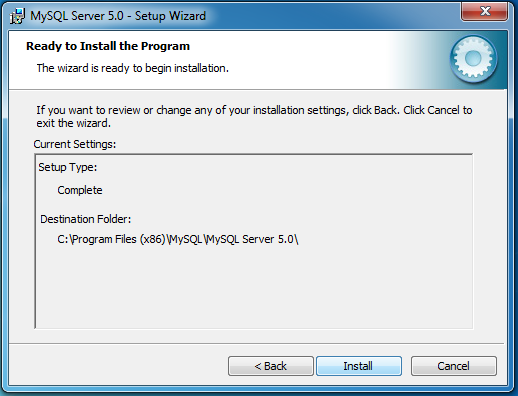 MySQL Server 5.0 - Setup Wizard
Ready to Install the Program
The wizard is ready to begin installation.
If you want to review or change any of your installation settings, click Back. Click Cancel to
exit the wizard.
Current Settings:
Setup Type:
Complete
Destination Folder:
C:\Program Files (x86)\MySQL\MySQL Server 5.0\
< Back
Install
Cancel